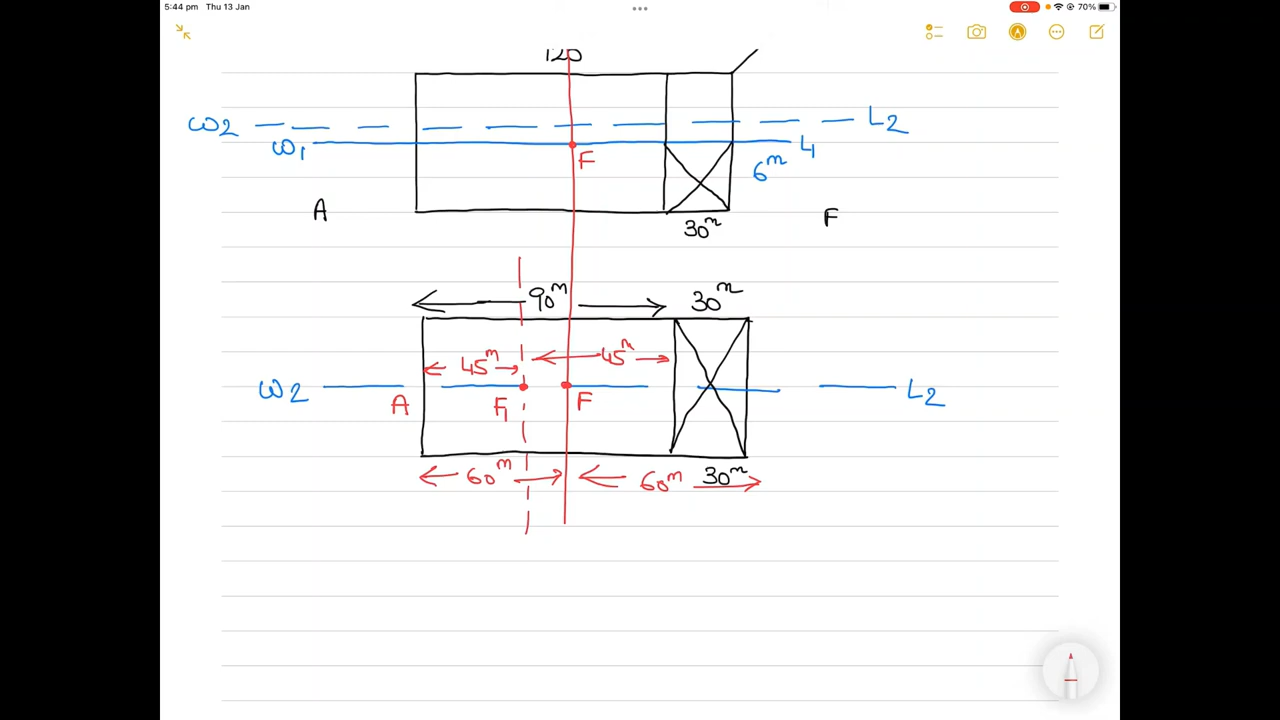 5:44 pm Thu 13 Jan
70%
120
ω2 L2
ω1 L1
F
6m
A F
30m
90m 30m
45m 45m
ω2 L2
A F1 F
60m 60m 30m